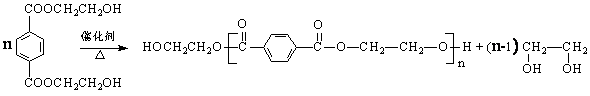 n
COOCH₂CH₂OH
COOCH₂CH₂OH
催化剂
△
HOCH₂CH₂O
[C(=O) C(=O) O CH₂ CH₂ O]ₙ H + (n-1) CH₂ CH₂
OH OH